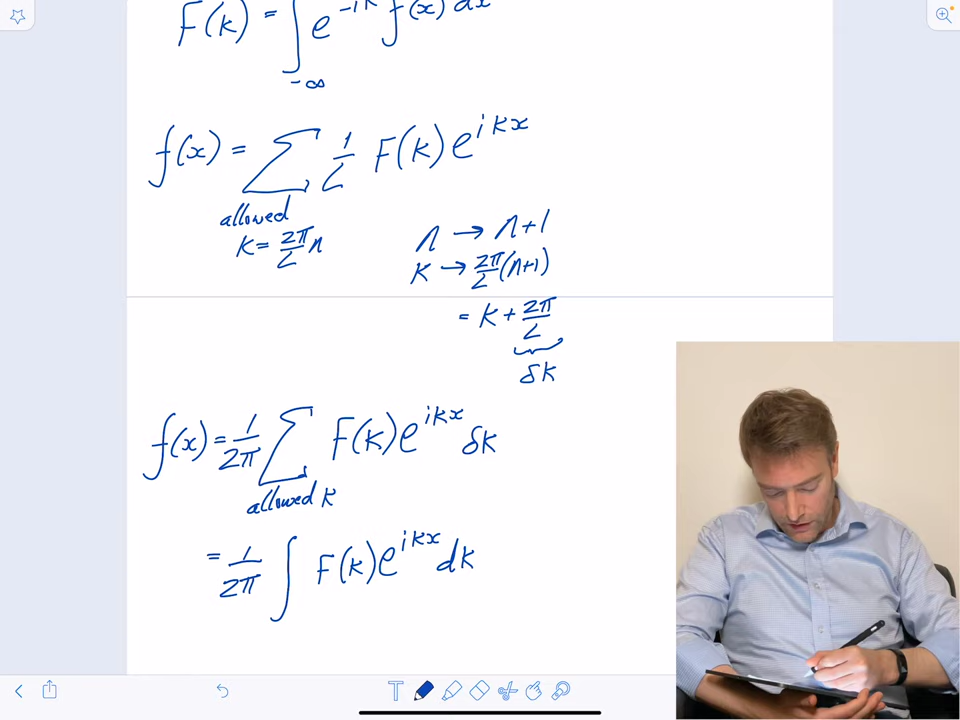 F(k) = ∫_{-∞} e^{-ik} f(x) dx
f(x) = Σ 1/L F(k) e^{ikx}
allowed
k = 2π/L n
n → n+1
k → 2π/L (n+1)
= k + 2π/L
δk
f(x) = 1/2π Σ F(k) e^{ikx} δk
allowed k
= 1/2π ∫ F(k) e^{ikx} dk
T